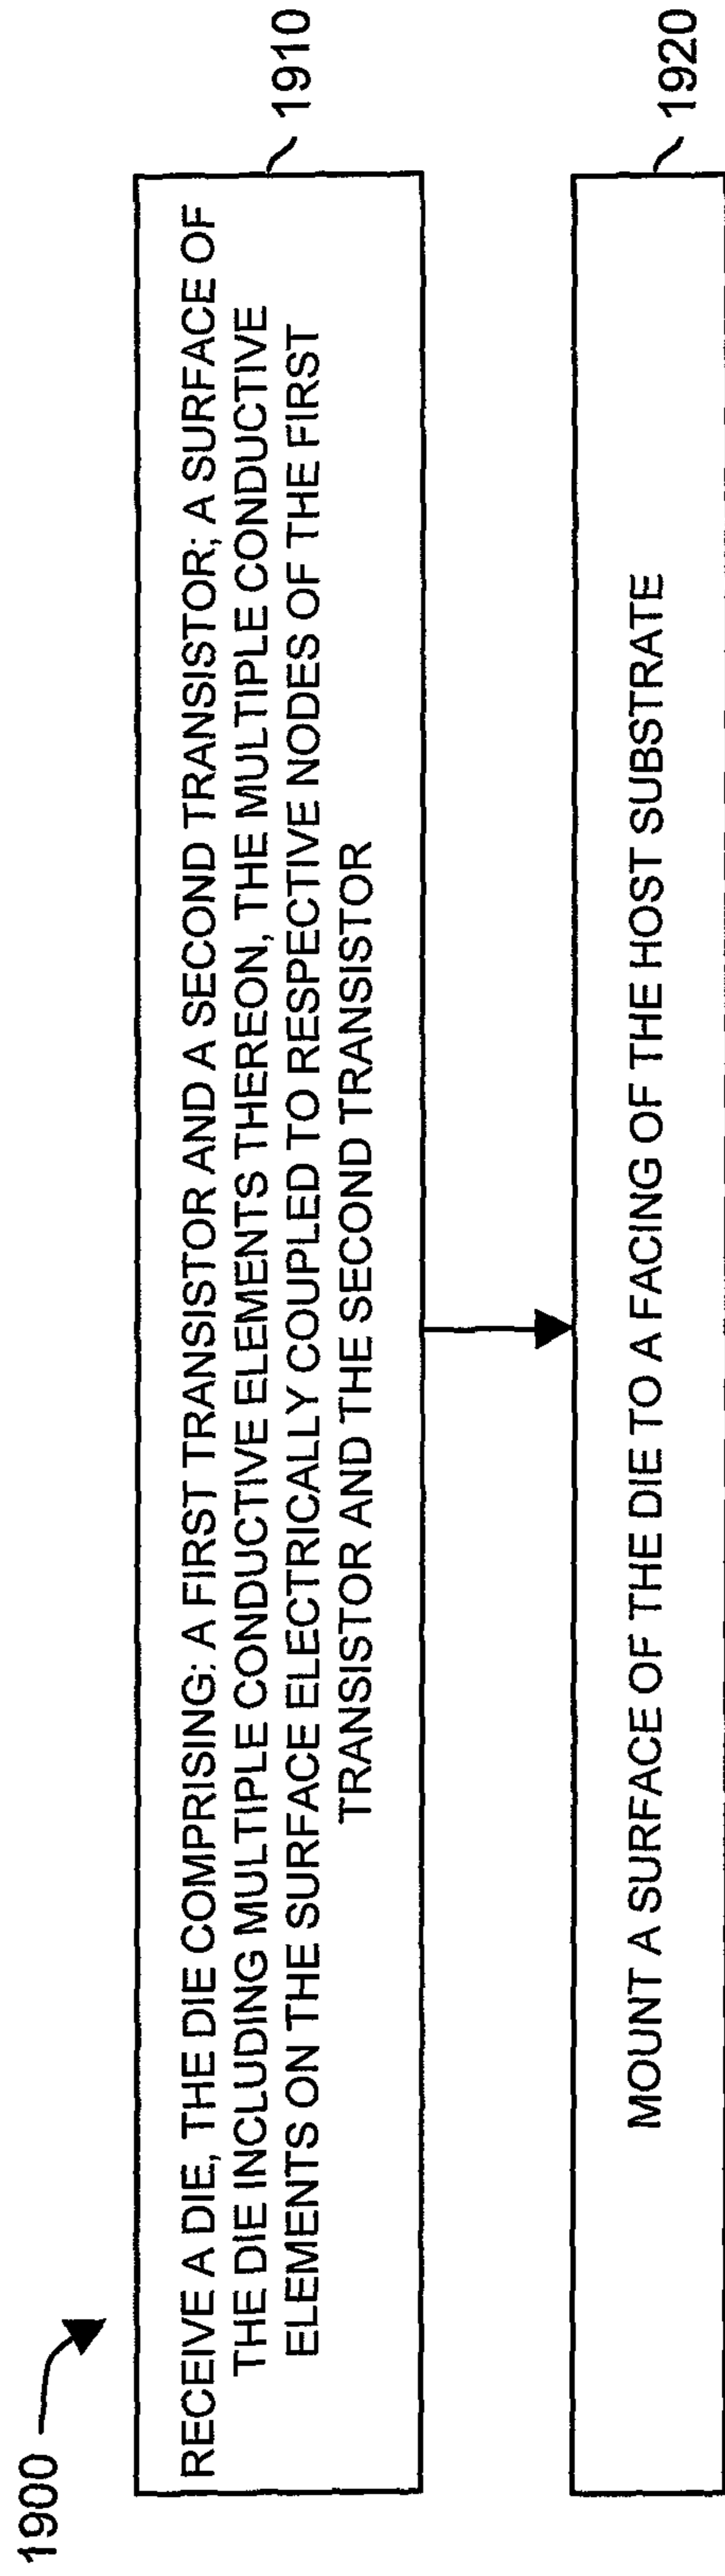 1900
RECEIVE A DIE, THE DIE COMPRISING: A FIRST TRANSISTOR AND A SECOND TRANSISTOR; A SURFACE OF
THE DIE INCLUDING MULTIPLE CONDUCTIVE ELEMENTS THEREON, THE MULTIPLE CONDUCTIVE
ELEMENTS ON THE SURFACE ELECTRICALLY COUPLED TO RESPECTIVE NODES OF THE FIRST
TRANSISTOR AND THE SECOND TRANSISTOR
1910
MOUNT A SURFACE OF THE DIE TO A FACING OF THE HOST SUBSTRATE
1920